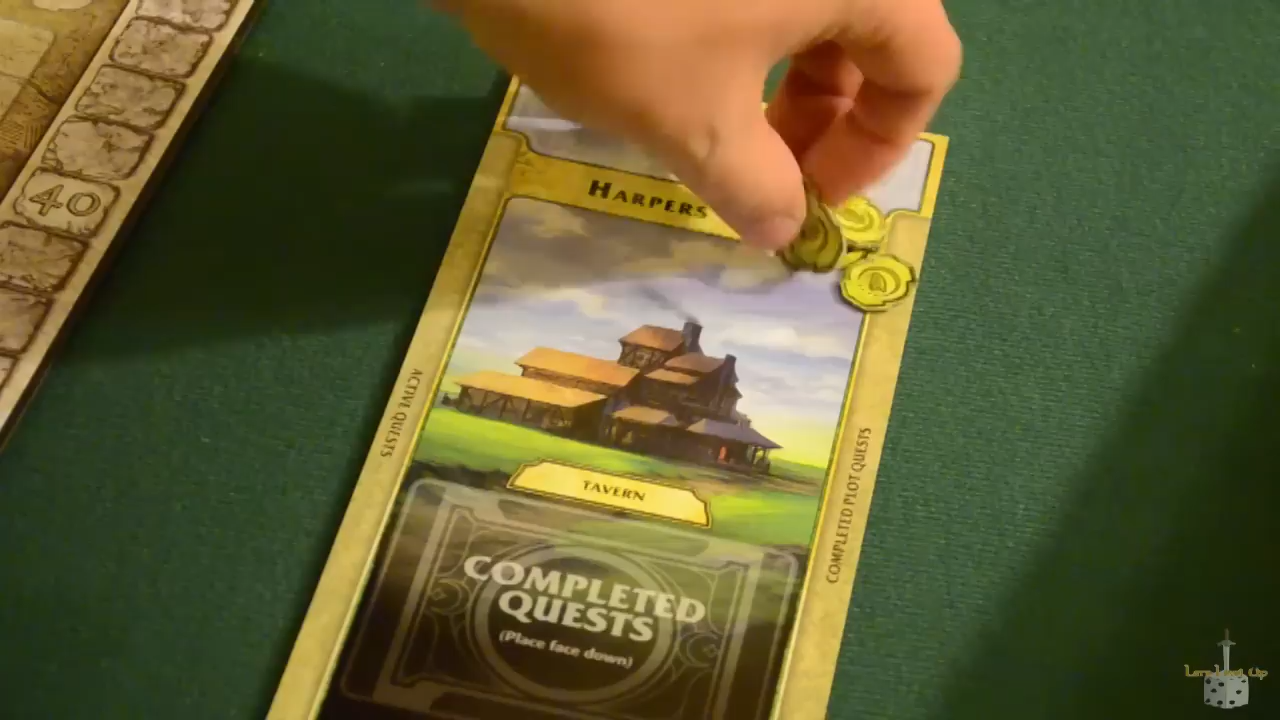 40
HARPERS
ACTIVE QUESTS
TAVERN
COMPLETED PLOT QUESTS
COMPLETED
QUESTS
(Place face down)